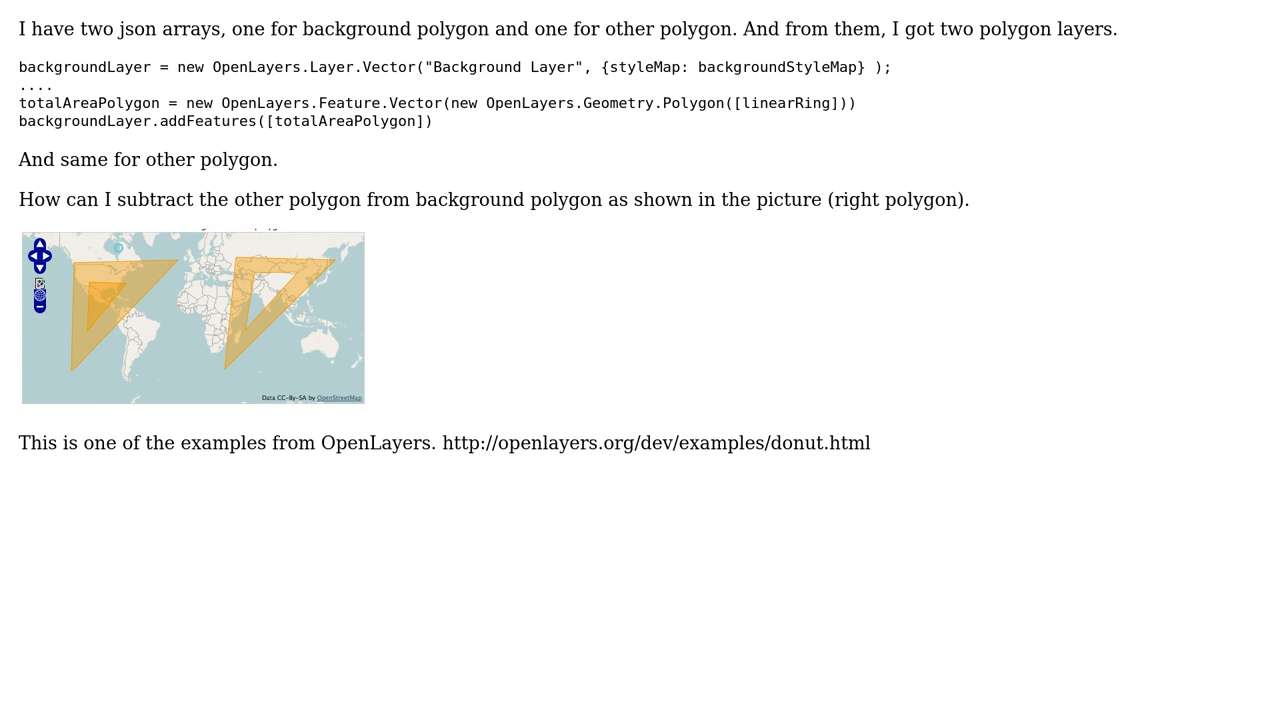 I have two json arrays, one for background polygon and one for other polygon. And from them, I got two polygon layers.
backgroundLayer = new OpenLayers.Layer.Vector("Background Layer", {styleMap: backgroundStyleMap} );
....
totalAreaPolygon = new OpenLayers.Feature.Vector(new OpenLayers.Geometry.Polygon([linearRing]))
backgroundLayer.addFeatures([totalAreaPolygon])
And same for other polygon.
How can I subtract the other polygon from background polygon as shown in the picture (right polygon).
Data CC-By-SA by OpenStreetMap
This is one of the examples from OpenLayers. http://openlayers.org/dev/examples/donut.html